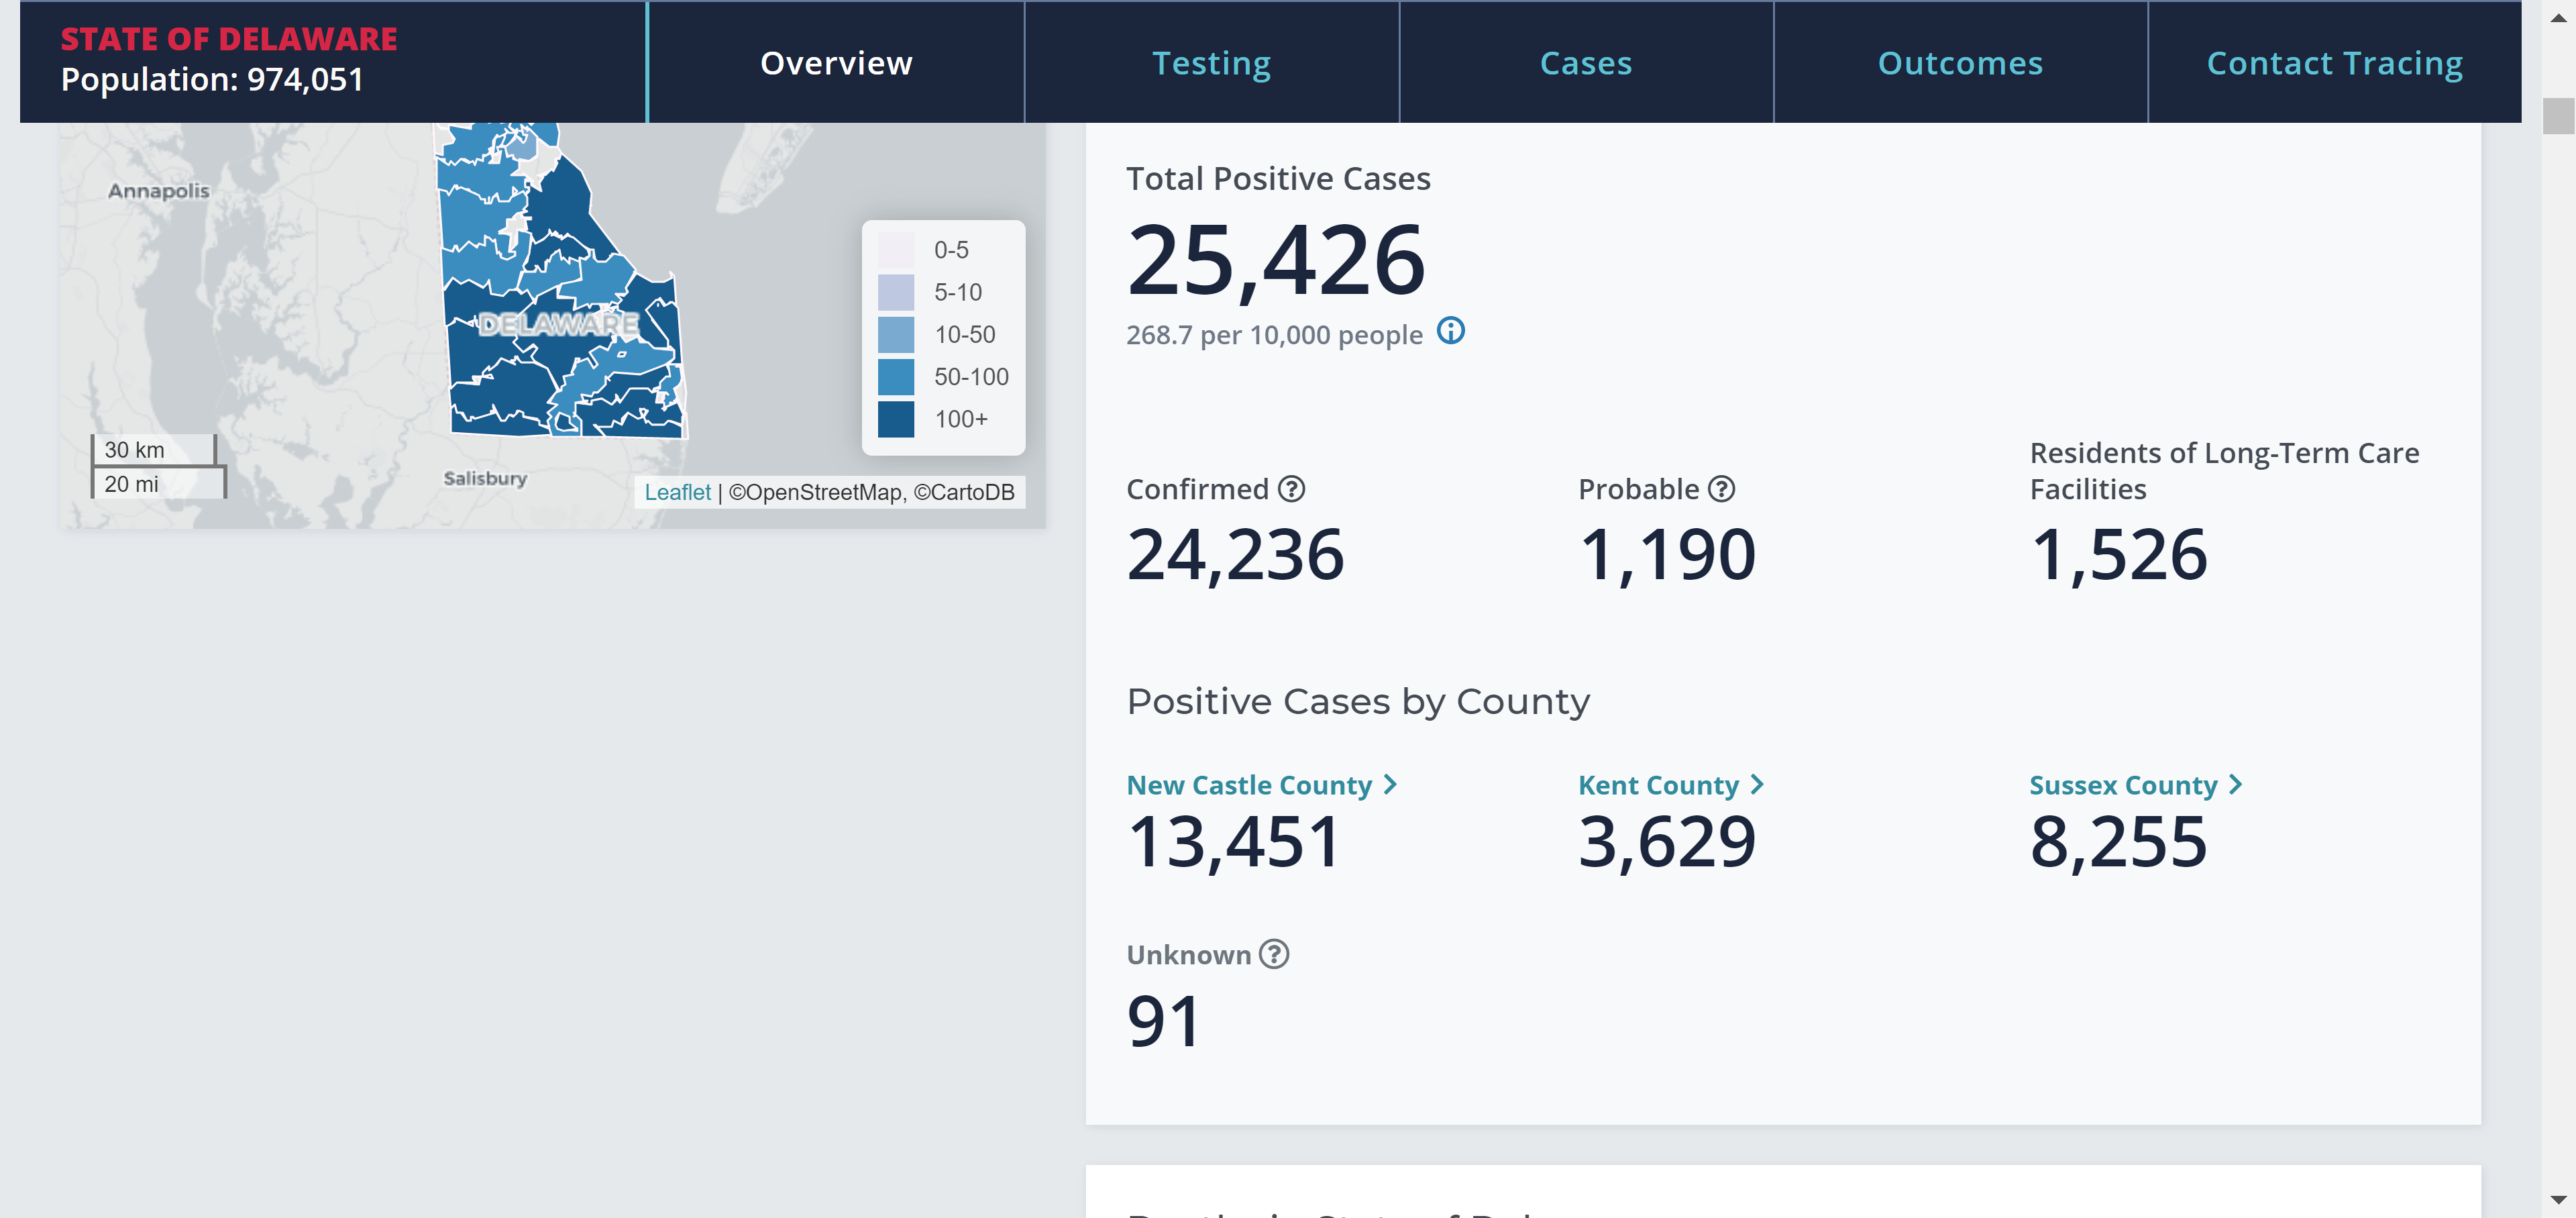 STATE OF DELAWARE
Population: 974,051
Overview
Testing
Cases
Outcomes
Contact Tracing
Annapolis
DELAWARE
Salisbury
0-5
5-10
10-50
50-100
100+
30 km
20 mi
Leaflet | ©OpenStreetMap, ©CartoDB
Total Positive Cases
25,426
268.7 per 10,000 people
Confirmed
24,236
Probable
1,190
Residents of Long-Term Care
Facilities
1,526
Positive Cases by County
New Castle County
13,451
Kent County
3,629
Sussex County
8,255
Unknown
91